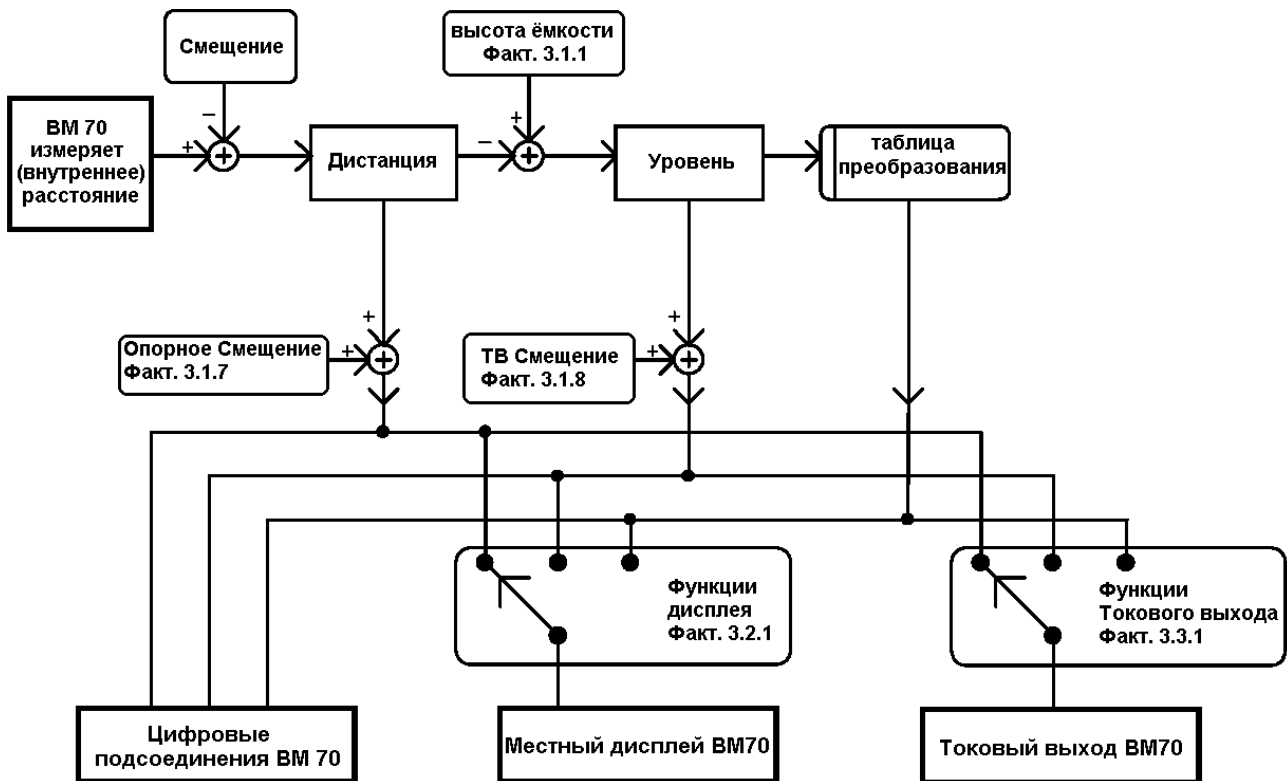 Смещение
высота ёмкости
Факт. 3.1.1
ВМ 70
измеряет
(внутреннее)
расстояние
–
+
+
Дистанция
–
+
+
Уровень
таблица
преобразования
+
+
Опорное Смещение
Факт. 3.1.7
+
+
+
ТВ Смещение
Факт. 3.1.8
+
+
Функции
дисплея
Факт. 3.2.1
Функции
Токового выхода
Факт. 3.3.1
Цифровые
подсоединения ВМ 70
Местный дисплей ВМ70
Токовый выход ВМ70